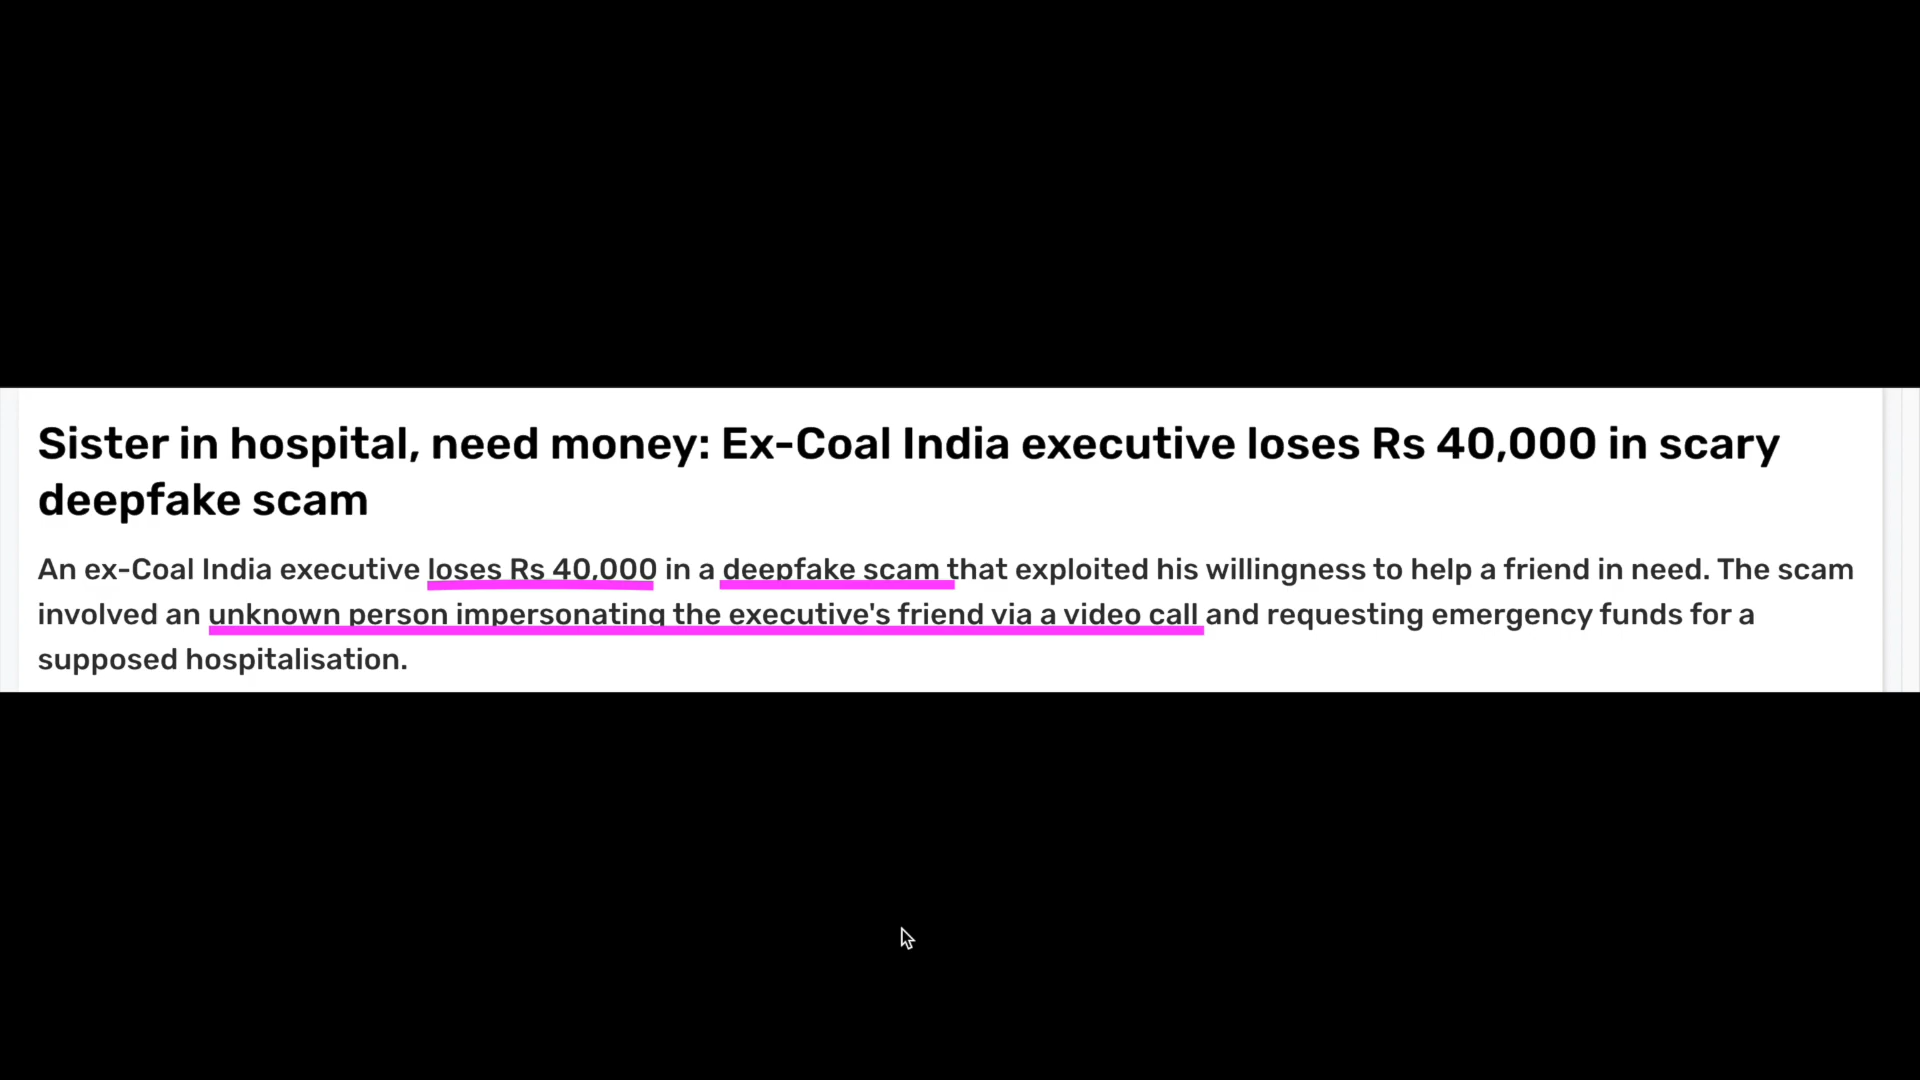 Sister in hospital, need money: Ex-Coal India executive loses Rs 40,000 in scary
deepfake scam
An ex-Coal India executive loses Rs 40,000 in a deepfake scam that exploited his willingness to help a friend in need. The scam
involved an unknown person impersonating the executive's friend via a video call and requesting emergency funds for a
supposed hospitalisation.